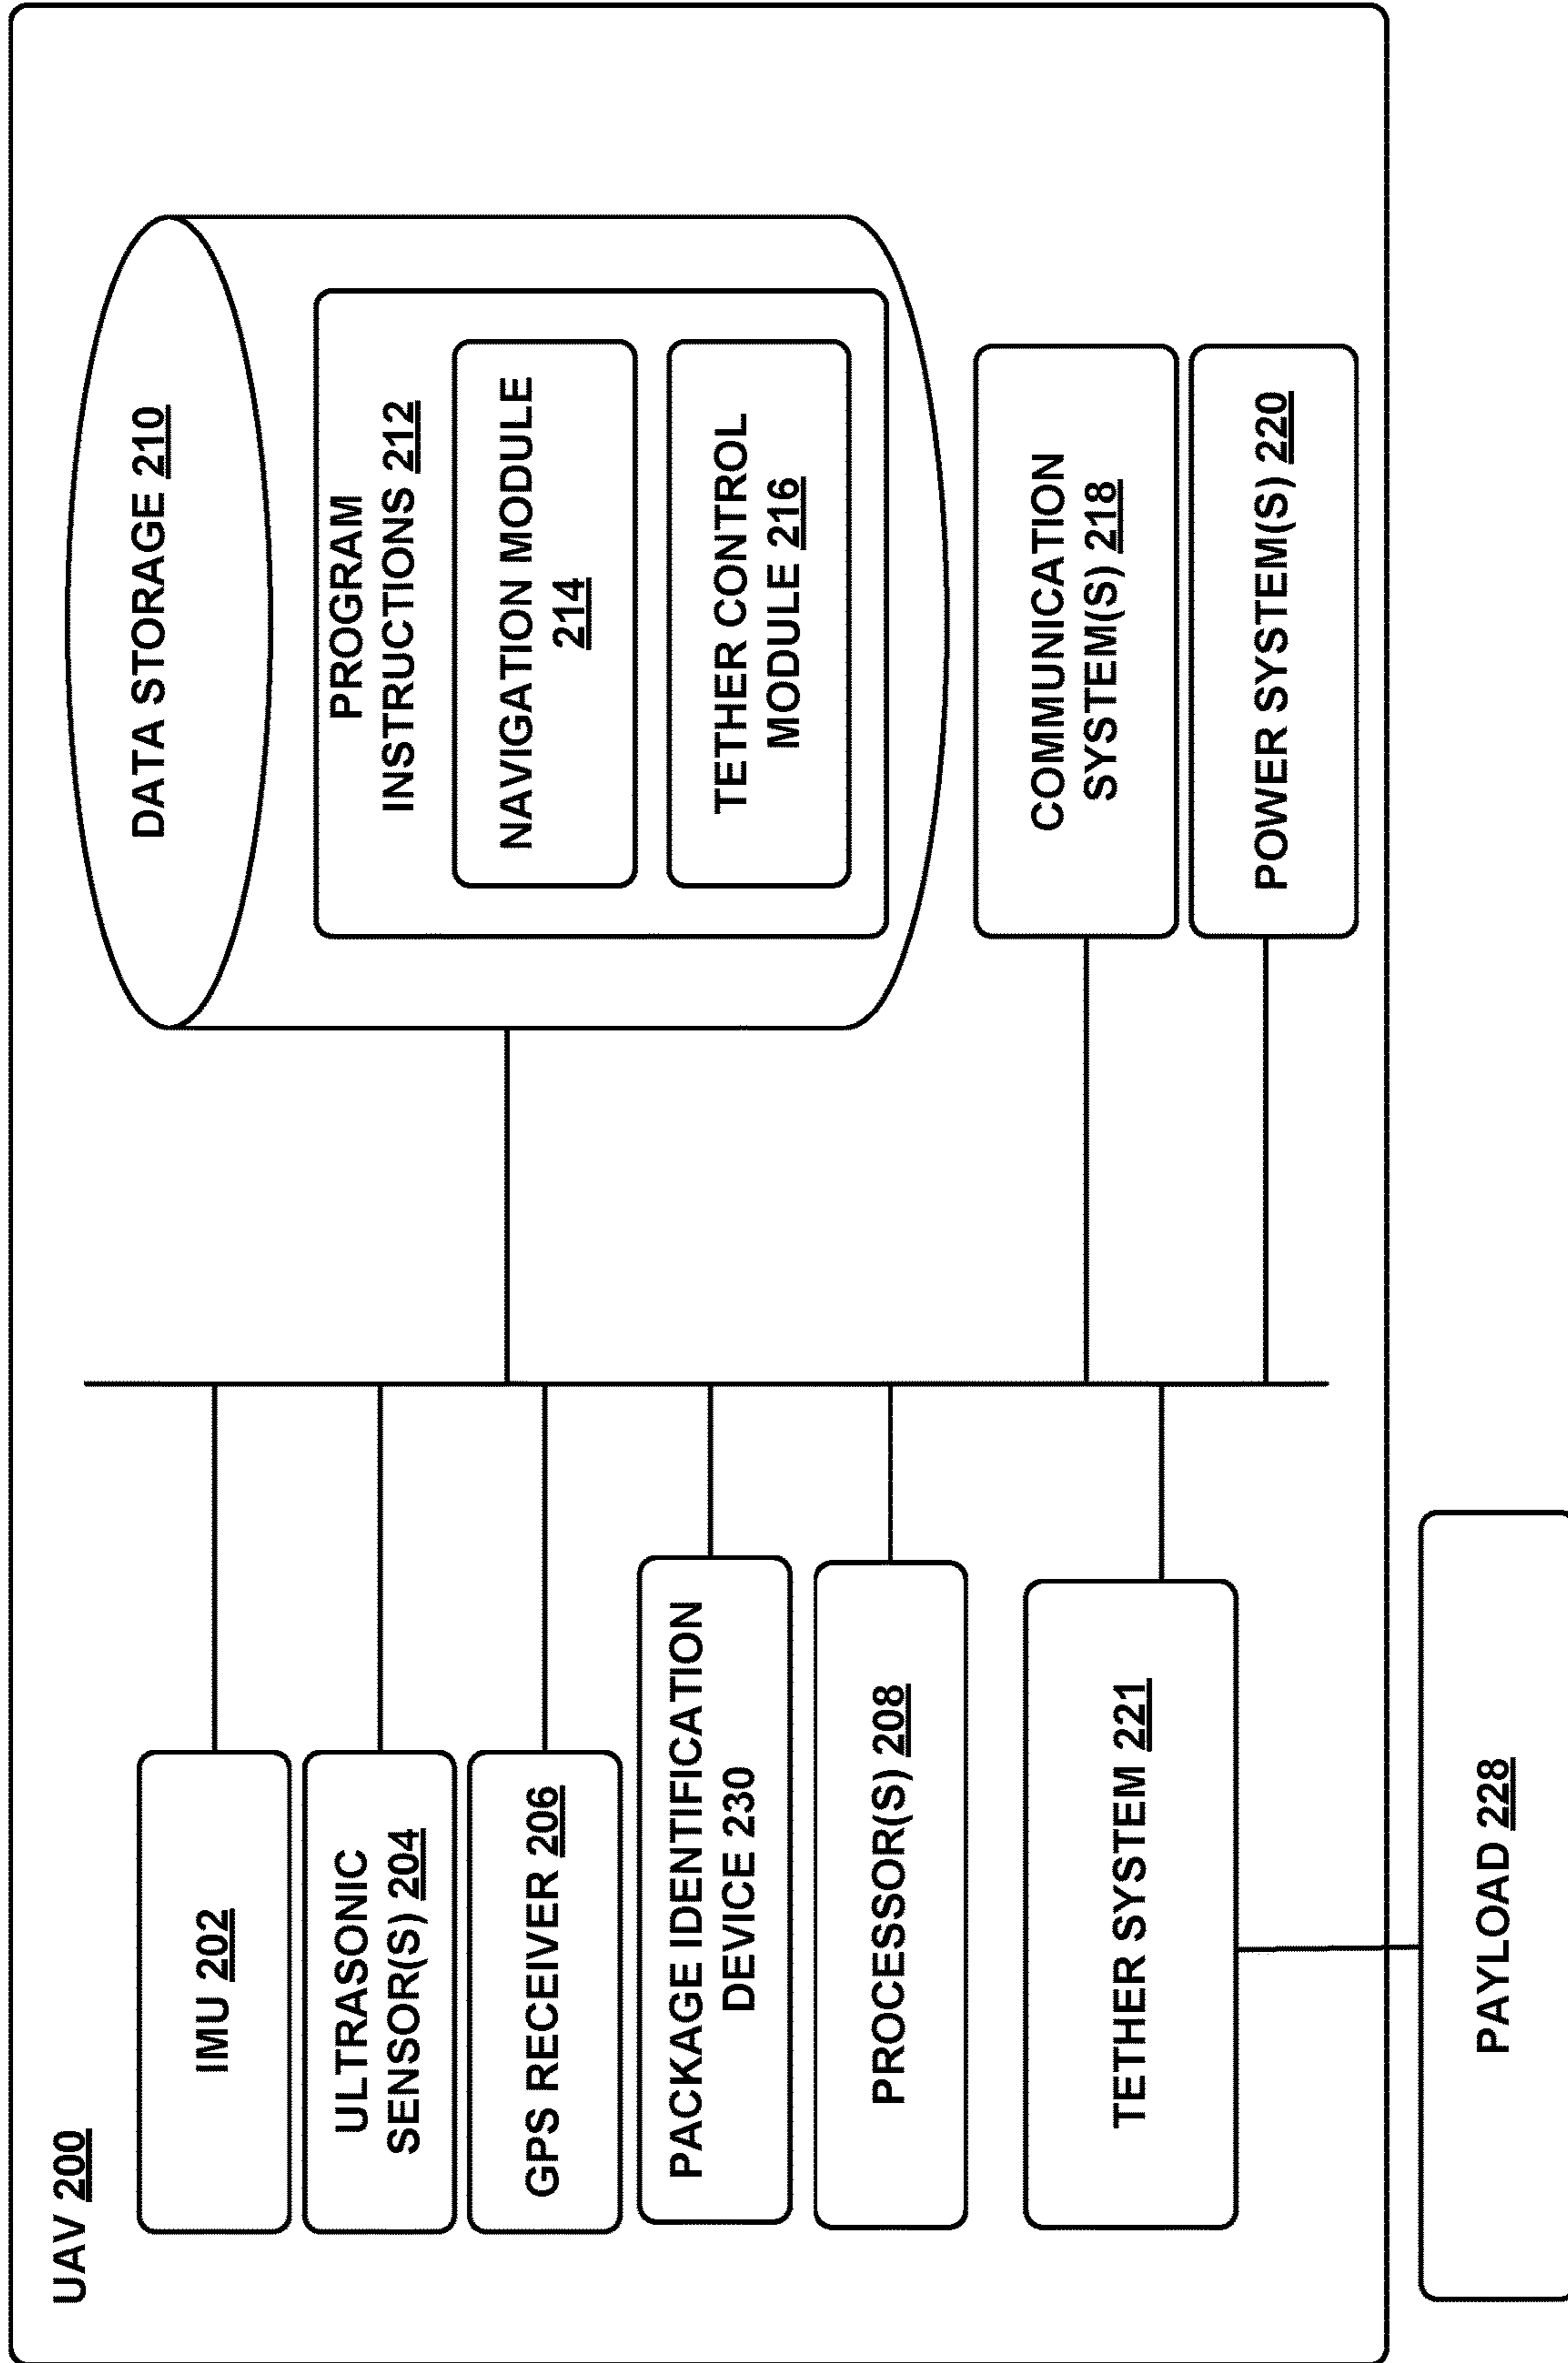 UAV 200
IMU 202
ULTRASONIC
SENSOR(S) 204
GPS RECEIVER 206
PACKAGE IDENTIFICATION
DEVICE 230
PROCESSOR(S) 208
TETHER SYSTEM 221
PAYLOAD 228
DATA STORAGE 210
PROGRAM
INSTRUCTIONS 212
NAVIGATION MODULE
214
TETHER CONTROL
MODULE 216
COMMUNICATION
SYSTEM(S) 218
POWER SYSTEM(S) 220